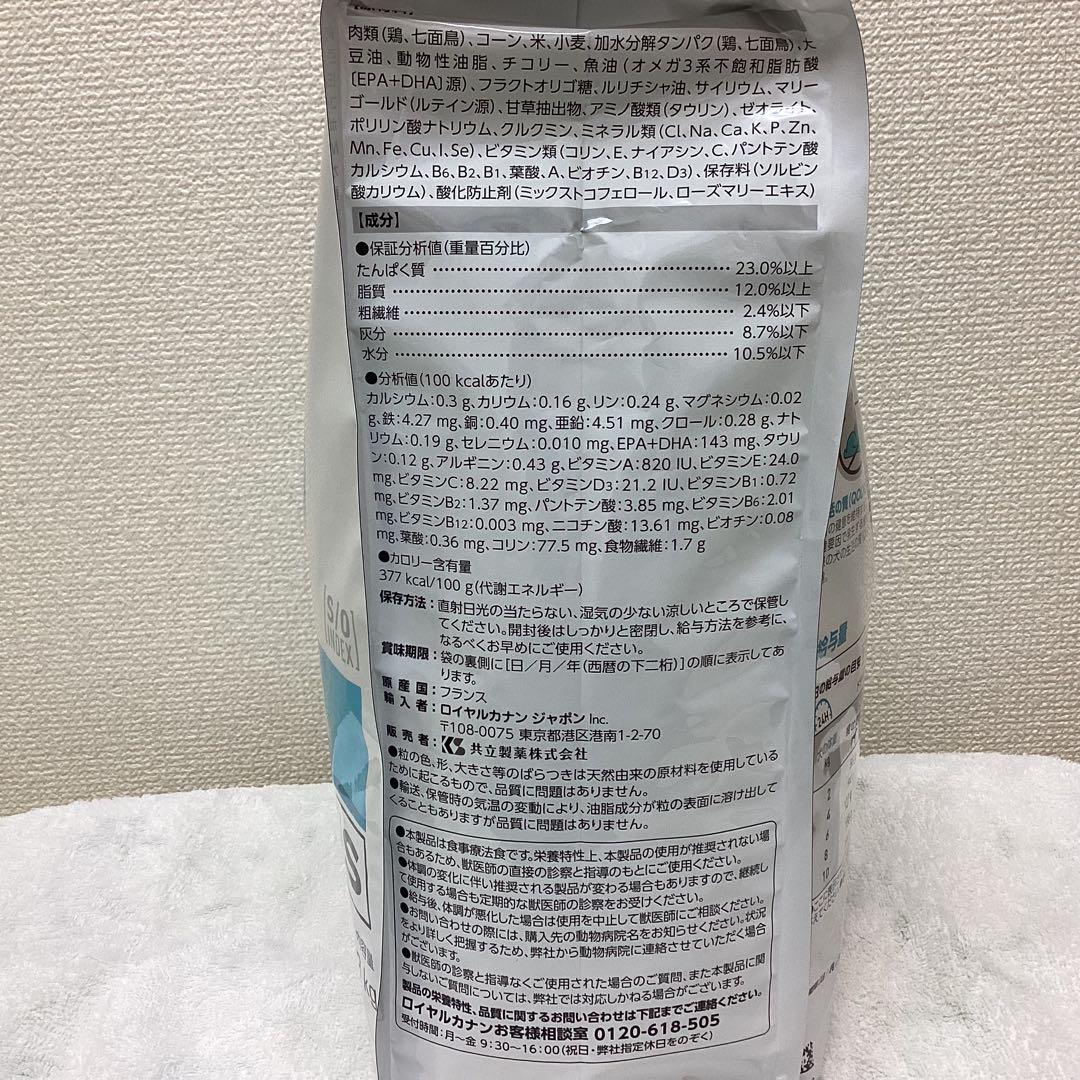 肉類(鶏、七面鳥)、コーン、米、小麦、加水分解タンパク(鶏、七面鳥)、大
豆油、動物性油脂、チコリー、魚油(オメガ3系不飽和脂肪酸
[EPA+DHA]源)、フラクトオリゴ糖、ルリチシャ油、サイリウム、マリー
ゴールド(ルテイン源)、甘草抽出物、アミノ酸類(タウリン)、ゼオライト、
ポリリン酸ナトリウム、クルクミン、ミネラル類(Cl、Na、Ca、K、P、Zn、
Mn、Fe、Cu、I、Se)、ビタミン類(コリン、E、ナイアシン、C、パントテン酸
カルシウム、B6、B2、B1、葉酸、A、ビオチン、B12、D3)、保存料(ソルビン
酸カリウム)、酸化防止剤(ミックストコフェロール、ローズマリーエキス)
【成分】
●保証分析値(重量百分比)
たんぱく質 23.0%以上
脂質 12.0%以上
粗繊維 2.4%以下
灰分 8.7%以下
水分 10.5%以下
●分析値(100 kcalあたり)
カルシウム:0.3 g、カリウム:0.16 g、リン:0.24 g、マグネシウム:0.02
g、鉄:4.27 mg、銅:0.40 mg、亜鉛:4.51 mg、クロール:0.28 g、ナト
リウム:0.19 g、セレニウム:0.010 mg、EPA+DHA:143 mg、タウリ
ン:0.12 g、アルギニン:0.43 g、ビタミンA:820 IU、ビタミンE:24.0
mg、ビタミンC:8.22 mg、ビタミンD3:21.2 IU、ビタミンB1:0.72
mg、ビタミンB2:1.37 mg、パントテン酸:3.85 mg、ビタミンB6:2.01
mg、ビタミンB12:0.003 mg、ニコチン酸:13.61 mg、ビオチン:0.08
mg、葉酸:0.36 mg、コリン:77.5 mg、食物繊維:1.7 g
●カロリー含有量
377 kcal/100 g(代謝エネルギー)
保存方法:直射日光の当たらない、湿気の少ない涼しいところで保管し
てください。開封後はしっかりと密閉し、給与方法を参考に、
なるべくお早めにご使用ください。
賞味期限:袋の裏側に[日/月/年(西暦の下二桁)]の順に表示してあ
ります。
原産国:フランス
輸入者:ロイヤルカナン ジャポン Inc.
〒108-0075 東京都港区港南1-2-70
販売者:KS 共立製薬株式会社
●粒の色、形、大きさ等のばらつきは天然由来の原材料を使用している
ために起こるもので、品質に問題はありません。
●輸送、保管時の気温の変動により、油脂成分が粒の表面に溶け出してく
ることもありますが品質に問題はありません。
●本製品は食事療法食です。栄養特性上、本製品の使用が推奨されない場
合もあるため、獣医師の直接の診察と指導のもとにご使用ください。
●体調の変化に伴い推奨される製品が変わる場合もありますので、継続し
て使用する場合も定期的な獣医師の診察をお受けください。
●給与後、体調が悪化した場合は使用を中止して獣医師にご相談ください。
●お問い合わせの際には、購入先の動物病院名をお知らせください。状況
をより詳しく把握するため、弊社から動物病院に連絡させていただく場合
がございます。
●獣医師の診察と指導なくご使用された場合のご質問、また本製品に関
与しないご質問については、弊社では対応しかねる場合がございます。
製品の栄養特性、品質に関するお問い合わせは下記までご連絡ください。
ロイヤルカナンお客様相談室 0120-618-505
受付時間:月～金 9:30～16:00(祝日・弊社指定休日をのぞく)
[S/O]
INDEX
S
給与量
2
4
6
8
10